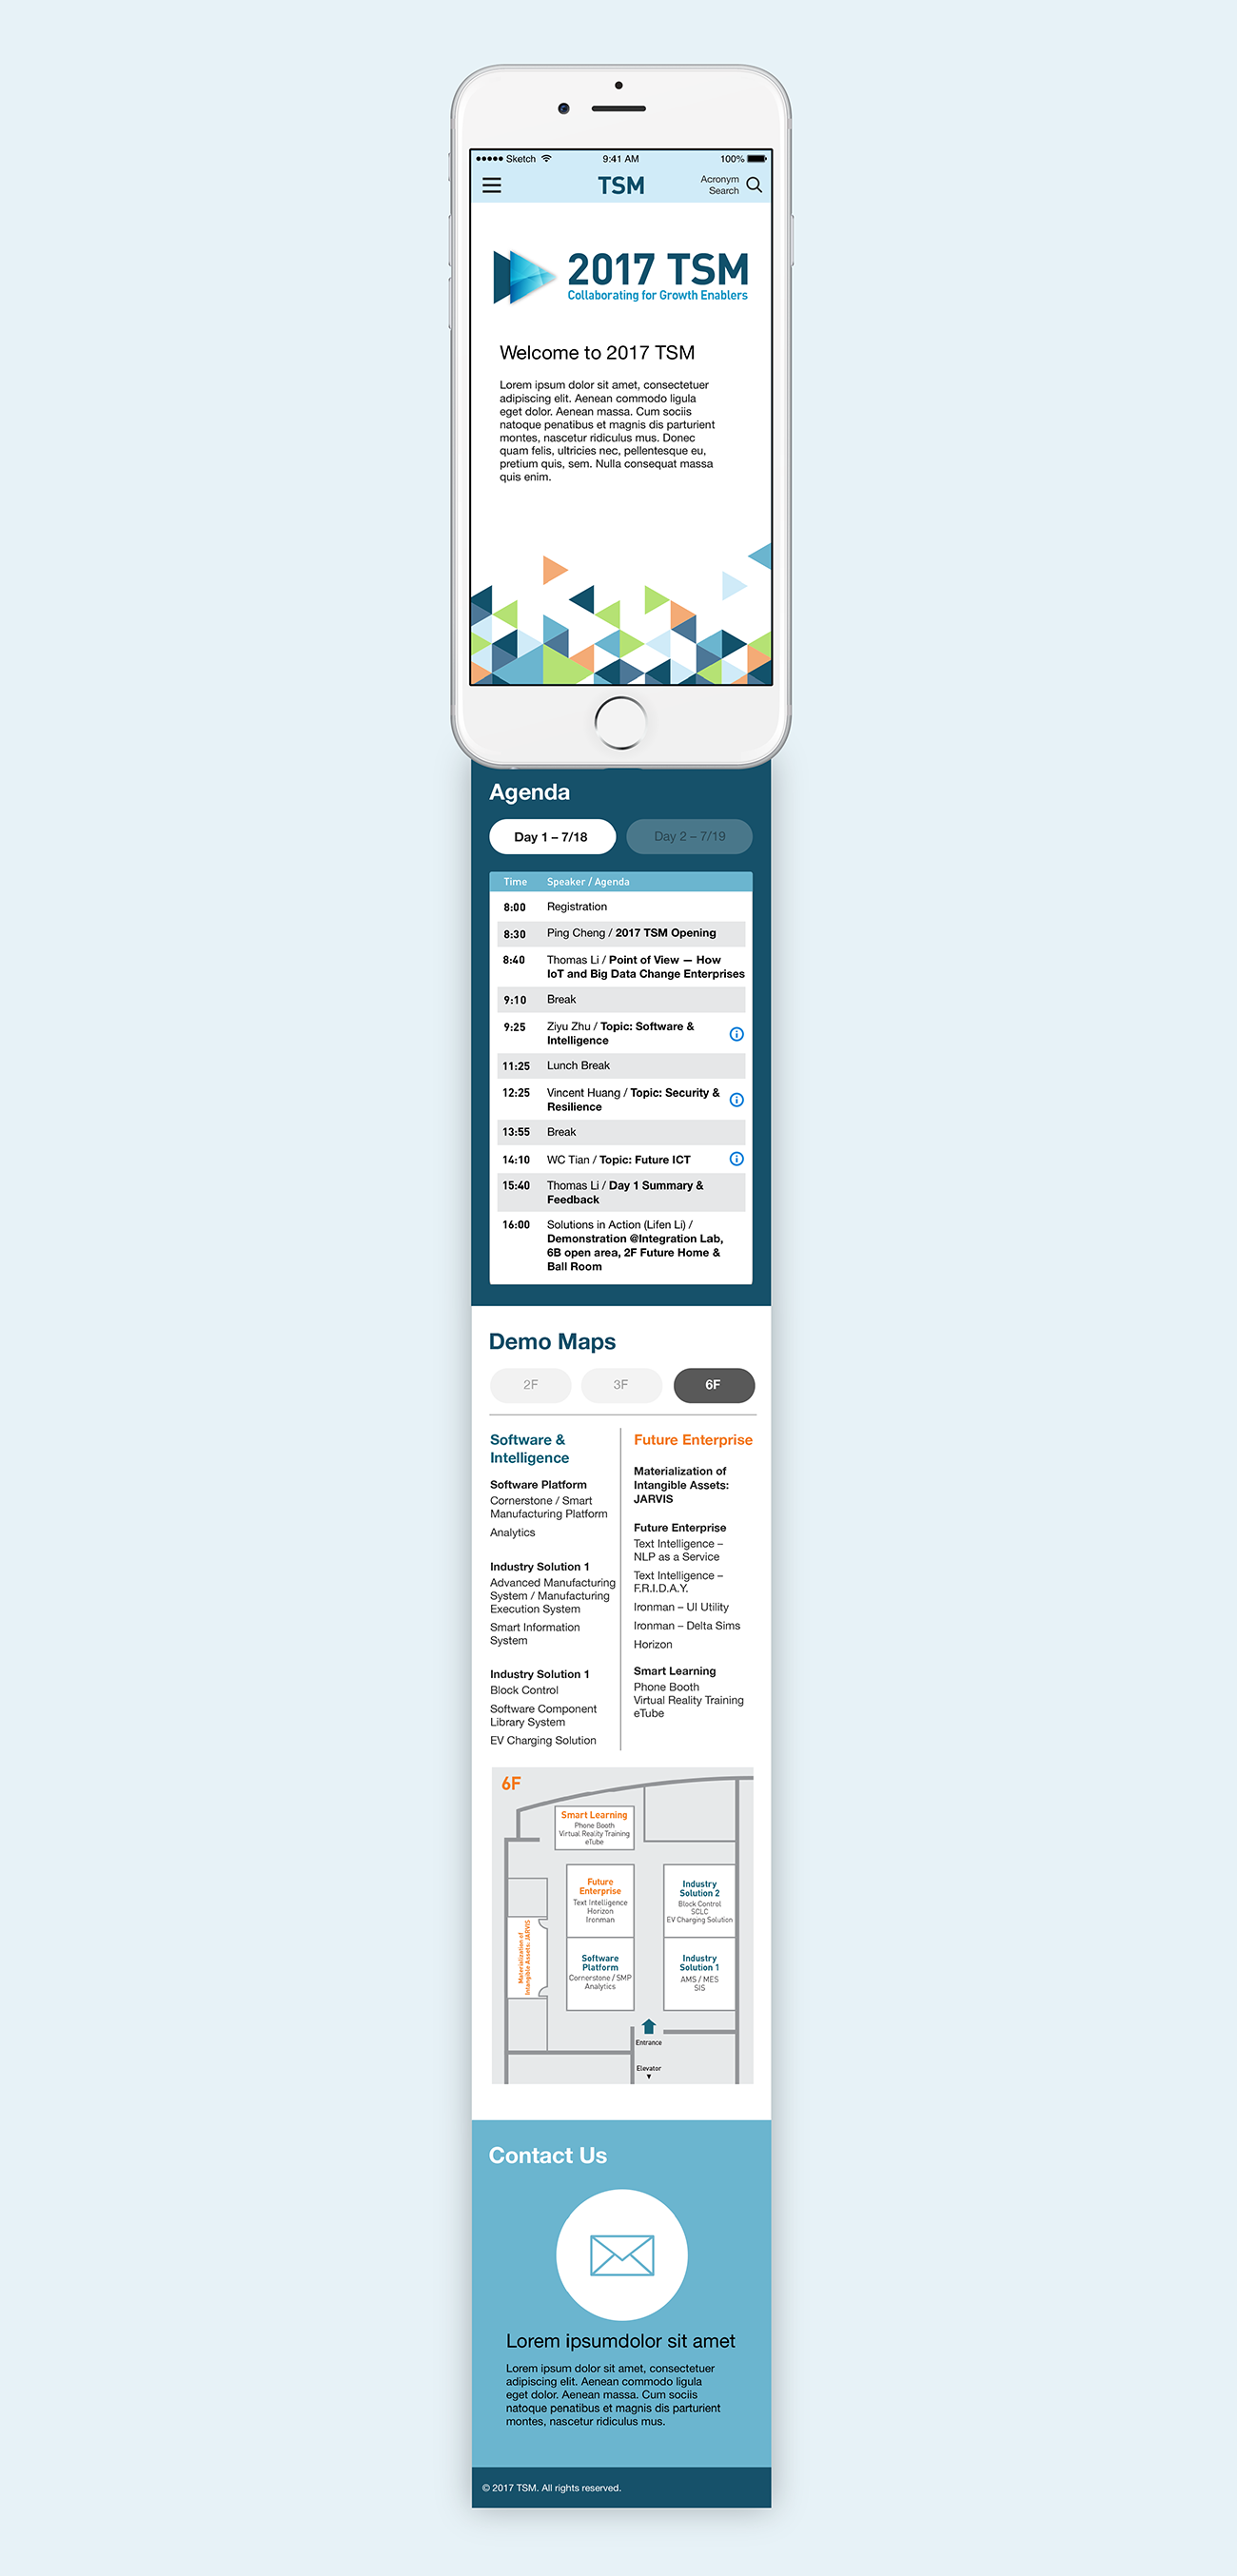 Sketch
9:41 AM
100%
TSM
Acronym
Search
2017 TSM
Collaborating for Growth Enablers
Welcome to 2017 TSM
Lorem ipsum dolor sit amet, consectetuer
adipiscing elit. Aenean commodo ligula
eget dolor. Aenean massa. Cum sociis
natoque penatibus et magnis dis parturient
montes, nascetur ridiculus mus. Donec
quam felis, ultricies nec, pellentesque eu,
pretium quis, sem. Nulla consequat massa
quis enim.
Agenda
Day 1 – 7/18
Day 2 – 7/19
Time Speaker / Agenda
8:00 Registration
8:30 Ping Cheng / 2017 TSM Opening
8:40 Thomas Li / Point of View — How
IoT and Big Data Change Enterprises
9:10 Break
9:25 Ziyu Zhu / Topic: Software &
Intelligence
11:25 Lunch Break
12:25 Vincent Huang / Topic: Security &
Resilience
13:55 Break
14:10 WC Tian / Topic: Future ICT
15:40 Thomas Li / Day 1 Summary &
Feedback
16:00 Solutions in Action (Lifen Li) /
Demonstration @Integration Lab,
6B open area, 2F Future Home &
Ball Room
Demo Maps
2F
3F
6F
Software &
Intelligence
Software Platform
Cornerstone / Smart
Manufacturing Platform
Analytics
Industry Solution 1
Advanced Manufacturing
System / Manufacturing
Execution System
Smart Information
System
Industry Solution 1
Block Control
Software Component
Library System
EV Charging Solution
Future Enterprise
Materialization of
Intangible Assets:
JARVIS
Future Enterprise
Text Intelligence –
NLP as a Service
Text Intelligence –
F.R.I.D.A.Y.
Ironman – UI Utility
Ironman – Delta Sims
Horizon
Smart Learning
Phone Booth
Virtual Reality Training
eTube
6F
Smart Learning
Phone Booth
Virtual Reality Training
eTube
Future
Enterprise
Text Intelligence
Horizon
Ironman
Industry
Solution 2
Block Control
SCLC
EV Charging Solution
Materialization of
Intangible Assets: JARVIS
Software
Platform
Cornerstone / SMP
Analytics
Industry
Solution 1
AMS / MES
SIS
Entrance
Elevator
Contact Us
Lorem ipsumdolor sit amet
Lorem ipsum dolor sit amet, consectetuer
adipiscing elit. Aenean commodo ligula
eget dolor. Aenean massa. Cum sociis
natoque penatibus et magnis dis parturient
montes, nascetur ridiculus mus.
© 2017 TSM. All rights reserved.